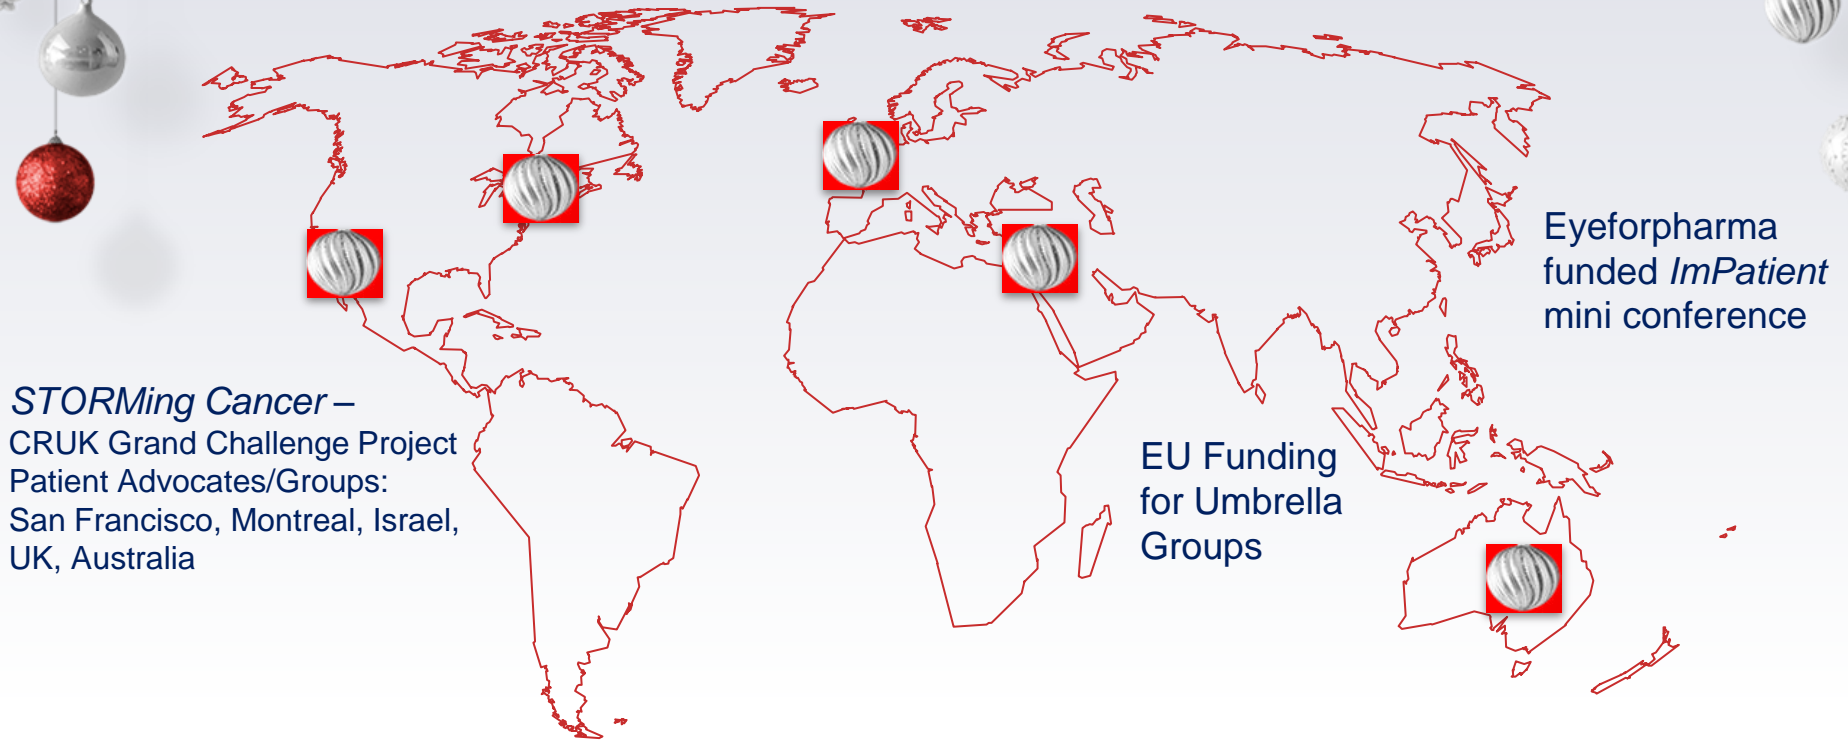 Eyeforpharma
funded ImPatient
mini conference
STORMing Cancer –
CRUK Grand Challenge Project
Patient Advocates/Groups:
San Francisco, Montreal, Israel,
UK, Australia
EU Funding
for Umbrella
Groups